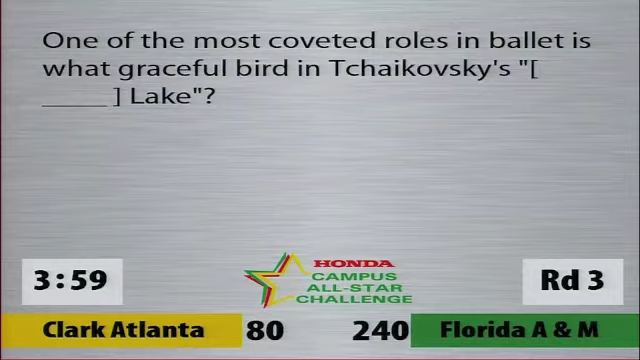 One of the most coveted roles in ballet is
what graceful bird in Tchaikovsky's "[
_____ ] Lake"?
3:59
HONDA
CAMPUS
ALL-STAR
CHALLENGE
Rd 3
Clark Atlanta
80
240
Florida A & M